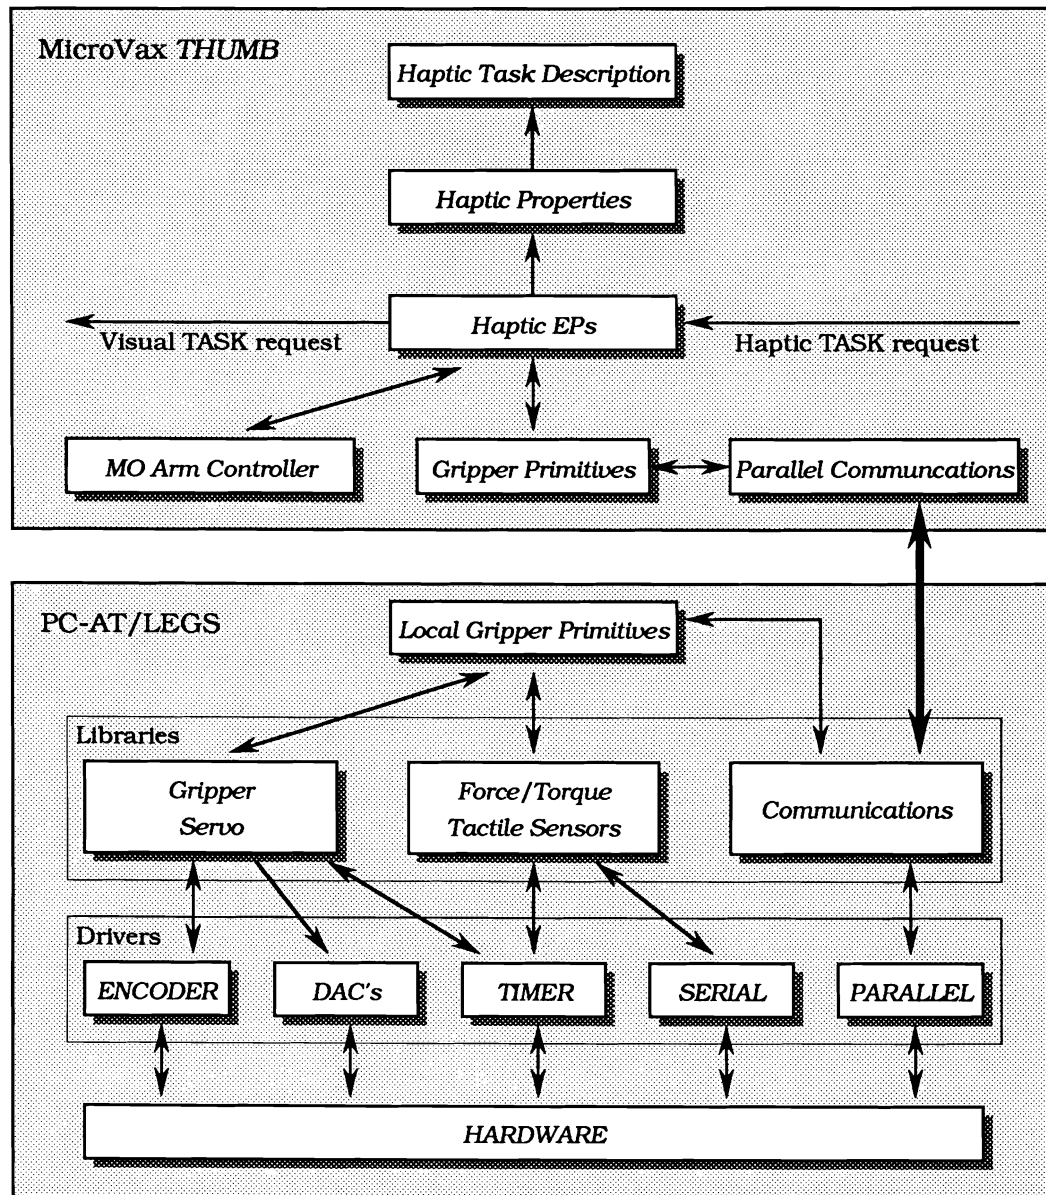 MicroVax THUMB
Haptic Task Description
Haptic Properties
Haptic EPs
Visual TASK request
Haptic TASK request
MO Arm Controller
Gripper Primitives
Parallel Communcations
PC-AT/LEGS
Local Gripper Primitives
Libraries
Gripper
Servo
Force/Torque
Tactile Sensors
Communications
Drivers
ENCODER
DAC's
TIMER
SERIAL
PARALLEL
HARDWARE